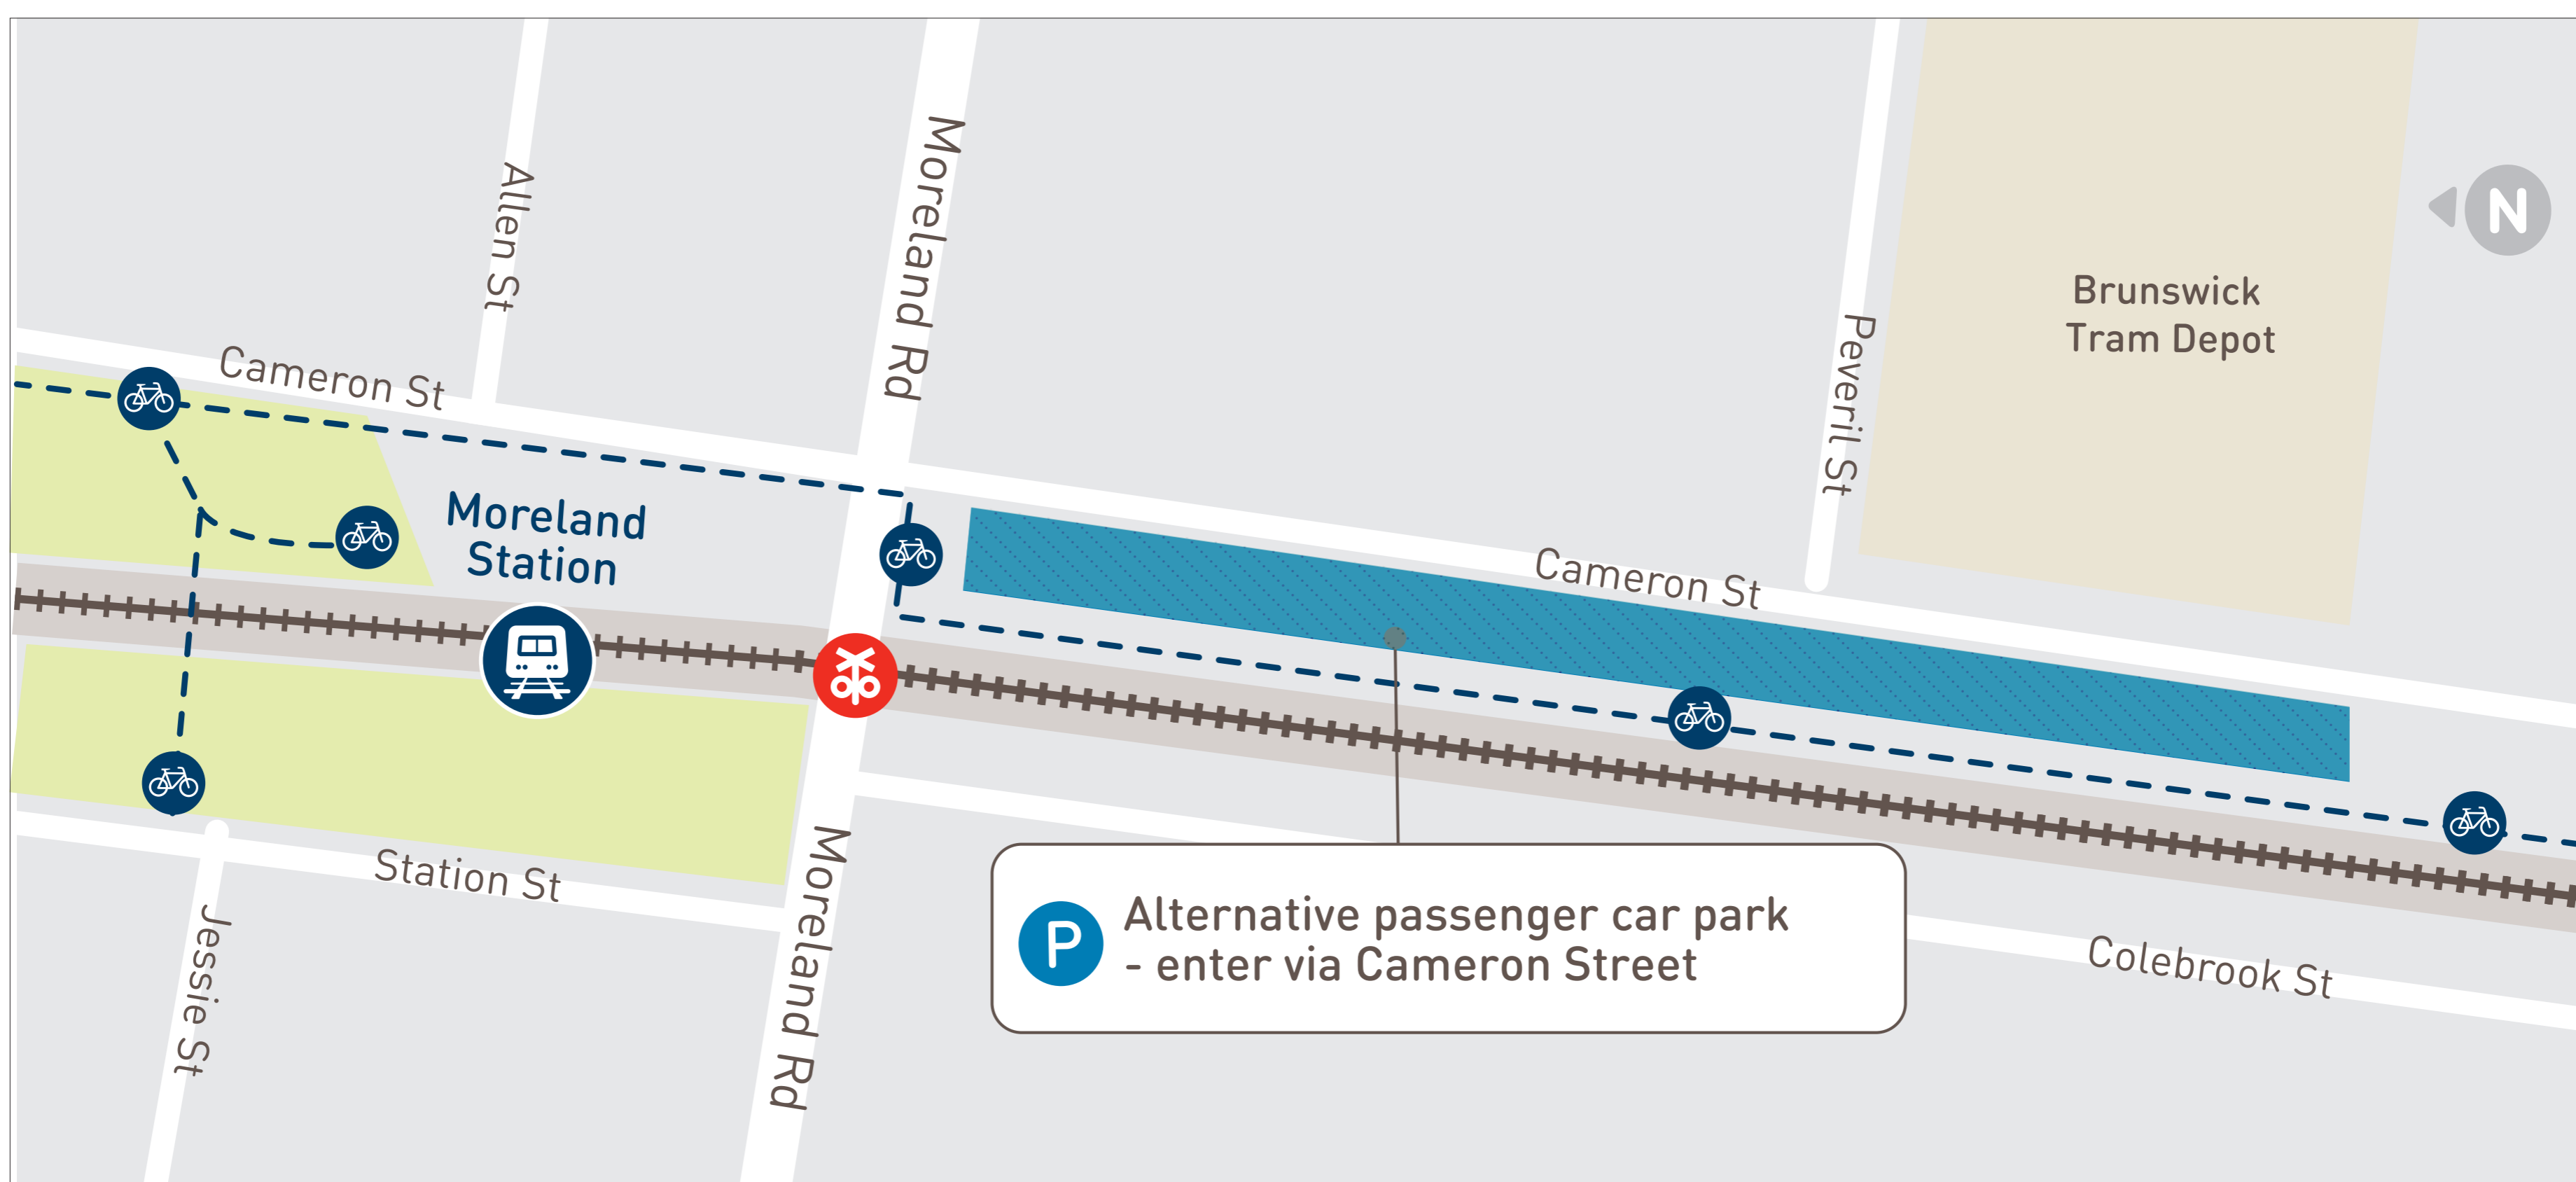 Allen St
Moreland Rd
N
Brunswick
Tram Depot
Peveril St
Cameron St
Moreland
Station
Cameron St
Moreland Rd
Station St
Jessie St
P
Alternative passenger car park
- enter via Cameron Street
Colebrook St